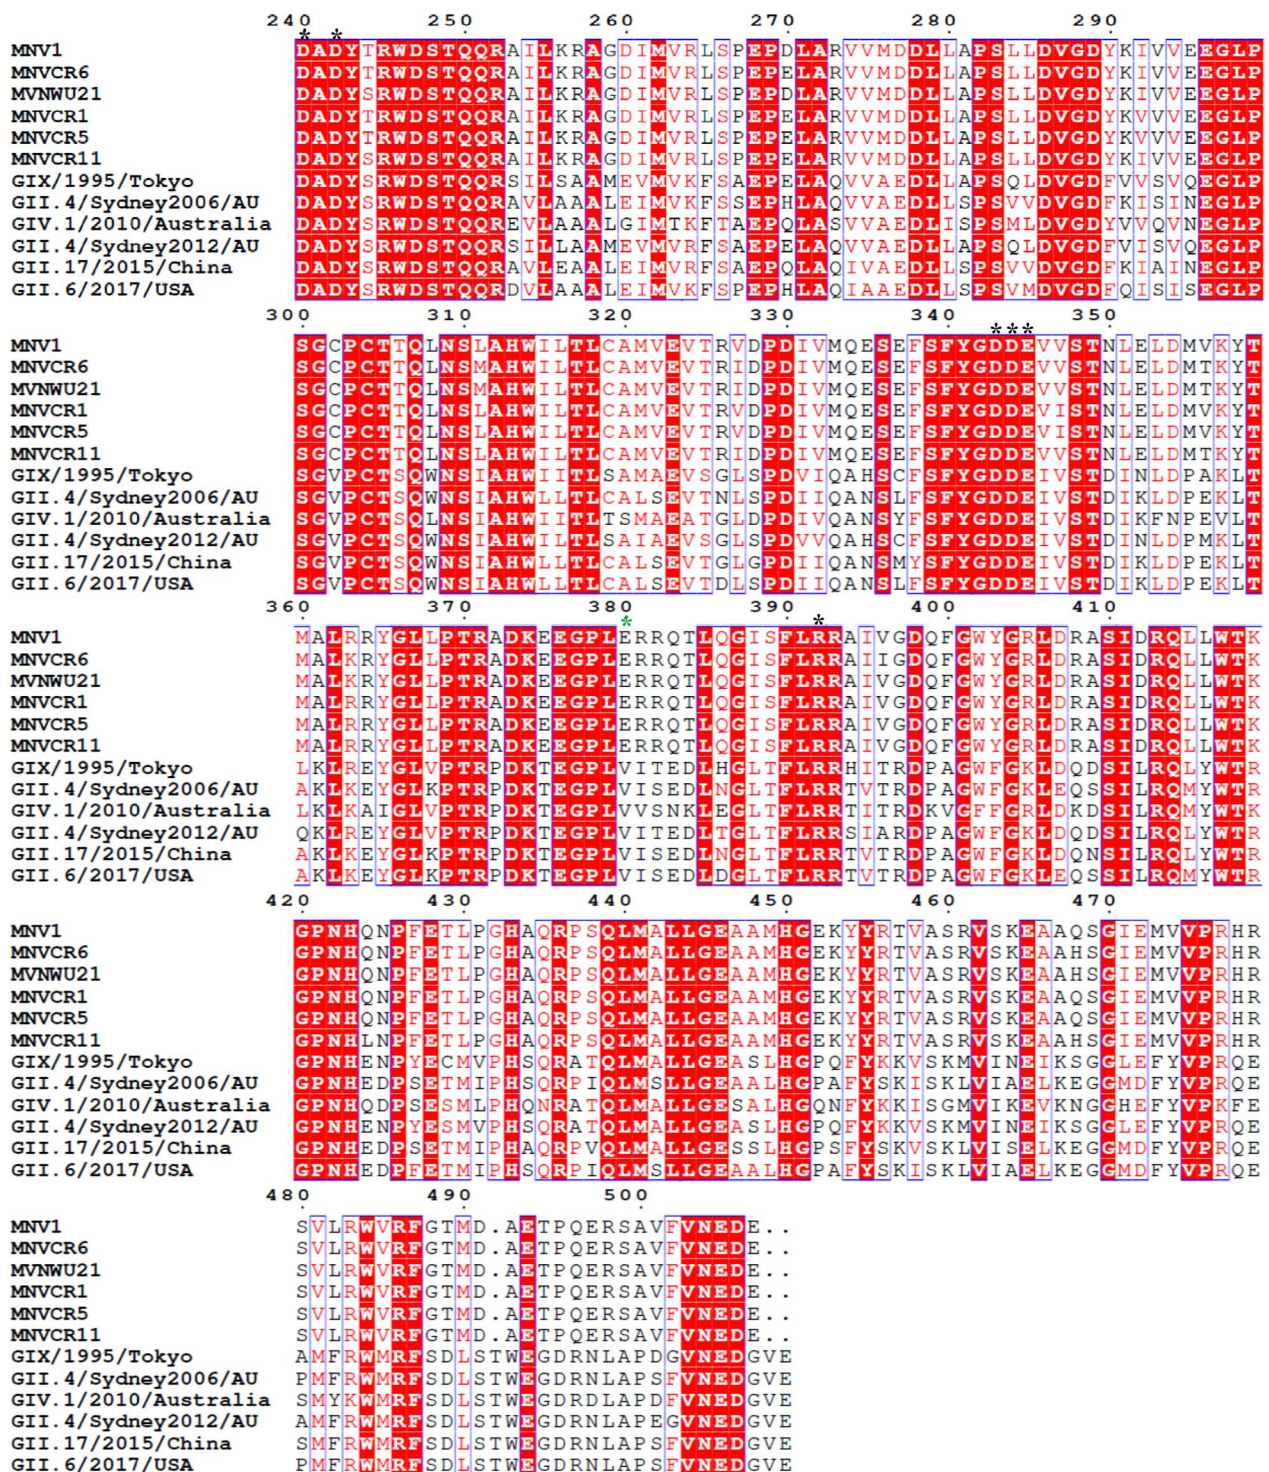 240 250 260 270 280 290
* *
MNV1 DADYTRWDSTQQRAILKRAGDIMVRLSPEPDLARVVMDDLLAPSLLDVGDYKIVVEEGLP
MNVCR6 DADYTRWDSTQQRAILKRAGDIMVRLSPEPELARVVMDDLLAPSLLDVGDYKIVVEEGLP
MVNWU21 DADYSRWDSTQQRAILKRAGDIMVRLSPEPDLARVVMDDLLAPSLLDVGDYKIVVEEGLP
MNVCR1 DADYTRWDSTQQRAILKRAGDIMVRLSPEPELARVVMDDLLAPSLLDVGDYKIVVEEGLP
MNVCR5 DADYTRWDSTQQRAILKRAGDIMVRLSPEPELARVVMDDLLAPSLLDVGDYKVVVEEGLP
MNVCR11 DADYSRWDSTQQRAILKRAGDIMVRLSPEPELARVVMDDLLAPSLLDVGDYKIVVEEGLP
GIX/1995/Tokyo DADYSRWDSTQQRSILSAAMEVMVKFSAEPELAQVVAEDLLAPSQLDVGDFVVSVQEGLP
GII.4/Sydney2006/AU DADYSRWDSTQQRAVLAAALEIMVKFSSEPHLAQVVAEDLLSPSVVDVGDFKISINEGLP
GIV.1/2010/Australia DADYSRWDSTQQREVLAAALGIMTKFTAEPQLASVVAEDLISPSMLDVGDYVVQVNEGLP
GII.4/Sydney2012/AU DADYSRWDSTQQRSILLAAMEVMVRFSAEPELAQVVAEDLLAPSQLDVGDFVISVQEGLP
GII.17/2015/China DADYSRWDSTQQRAVLEAALEIMVRFSAEPQLAQIVAEDLLSPSVVDVGDFKIAINEGLP
GII.6/2017/USA DADYSRWDSTQQRDVLAAALEIMVKFSPEPHLAQIAAEDLLSPSVMDVGDFQISISEGLP
300 310 320 330 340 350
***
MNV1 SGCPCTTQLNSLAHWILTLCAMVEVTRVDPDIVMQESEFSFYGDDEVVSTNLELDMVKYT
MNVCR6 SGCPCTTQLNSMAHWILTLCAMVEVTRIDPDIVMQESEFSFYGDDEVVSTNLELDMTKYT
MVNWU21 SGCPCTTQLNSMAHWILTLCAMVEVTRIDPDIVMQESEFSFYGDDEVVSTNLELDMTKYT
MNVCR1 SGCPCTTQLNSLAHWILTLCAMVEVTRVDPDIVMQESEFSFYGDDEVISTNLELDMVKYT
MNVCR5 SGCPCTTQLNSLAHWILTLCAMVEVTRVDPDIVMQESEFSFYGDDEVISTNLELDMVKYT
MNVCR11 SGCPCTTQLNSLAHWILTLCAMVEVTRIDPDIVMQESEFSFYGDDEVVSTNLELDMTKYT
GIX/1995/Tokyo SGVPCTSQWNSIAHWIITLSAMAEVSGLSPDVIQAHSCFSFYGDDEIVSTDINLDPAKLT
GII.4/Sydney2006/AU SGVPCTSQWNSIAHWLLTLCALSEVTNLSPDIIQANSLFSFYGDDEIVSTDIKLDPEKLT
GIV.1/2010/Australia SGVPCTSQLNSIAHWIITLTSMAEATGLDPDIVQANSYFSFYGDDEIVSTDIKFNPEVLT
GII.4/Sydney2012/AU SGVPCTSQWNSIAHWILTLSAIAEVSGLSPDVVQAHSCFSFYGDDEIVSTDINLDPMKLT
GII.17/2015/China SGVPCTSQWNSIAHWLLTLCALSEVTGLGPDIIQANSMYSFYGDDEIVSTDIKLDPEKLT
GII.6/2017/USA SGVPCTSQWNSIAHWLLTLCALSEVTDLSPDIIQANSLFSFYGDDEIVSTDIKLDPEKLT
360 370 380 390 400 410
* *
MNV1 MALRRYGLLPTRADKEEGPLERRQTLQGISFLRRAIVGDQFGWYGRLDRASIDRQLLWTK
MNVCR6 MALKRYGLLPTRADKEEGPLERRQTLQGISFLRRAIIGDQFGWYGRLDRASIDRQLLWTK
MVNWU21 MALKRYGLLPTRADKEEGPLERRQTLQGISFLRRAIVGDQFGWYGRLDRASIDRQLLWTK
MNVCR1 MALRRYGLLPTRADKEEGPLERRQTLQGISFLRRAIVGDQFGWYGRLDRASIDRQLLWTK
MNVCR5 MALRRYGLLPTRADKEEGPLERRQTLQGISFLRRAIVGDQFGWYGRLDRASIDRQLLWTK
MNVCR11 MALRRYGLLPTRADKEEGPLERRQTLQGISFLRRAIVGDQFGWYGRLDRASIDRQLLWTK
GIX/1995/Tokyo LKLREYGLVPTRPDKTEGPLVITEDLHGLTFLRRHITRDPAGWFGKLDQDSILRQLYWTR
GII.4/Sydney2006/AU AKLKEYGLKPTRPDKTEGPLVISEDLNGLTFLRRTVTRDPAGWFGKLEQSSILRQMYWTR
GIV.1/2010/Australia LKLKAIGLVPTRPDKTEGPLVVSNKLEGLTFLRRTITRDKVGFFGRLDKDSILRQMYWTK
GII.4/Sydney2012/AU QKLREYGLVPTRPDKTEGPLVITEDLTGLTFLRRSIARDPAGWFGKLDQDSILRQLYWTR
GII.17/2015/China AKLKEYGLKPTRPDKTEGPLVISEDLNGLTFLRRTVTRDPAGWFGKLDQNSILRQLYWTR
GII.6/2017/USA AKLKEYGLKPTRPDKTEGPLVISEDLDGLTFLRRTVTRDPAGWFGKLEQSSILRQMYWTR
420 430 440 450 460 470
MNV1 GPNHQNPFETLPGHAQRPSQLMALLGEAAMHGEKYYRTVASRVSKEAAQSGIEMVVPRHR
MNVCR6 GPNHQNPFETLPGHAQRPSQLMALLGEAAMHGEKYYRTVASRVSKEAAHSGIEMVVPRHR
MVNWU21 GPNHQNPFETLPGHAQRPSQLMALLGEAAMHGEKYYRTVASRVSKEAAHSGIEMVVPRHR
MNVCR1 GPNHQNPFETLPGHAQRPSQLMALLGEAAMHGEKYYRTVASRVSKEAAQSGIEMVVPRHR
MNVCR5 GPNHQNPFETLPGHAQRPSQLMALLGEAAMHGEKYYRTVASRVSKEAAQSGIEMVVPRHR
MNVCR11 GPNHLNPFETLPGHAQRPSQLMALLGEAAMHGEKYYRTVASRVSKEAAHSGIEMVVPRHR
GIX/1995/Tokyo GPNHENPYECMVPHSQRATQLMALLGEASLHGPQFYKKVSKMVINEIKSGGLEFYVPRQE
GII.4/Sydney2006/AU GPNHEDPSETMIPHSQRPIQLMSLLGEAALHGPAFYSKISKLVIAELKEGGMDFYVPRQE
GIV.1/2010/Australia GPNHQDPSESMLPHQNRATQLMALLGESALHGQNFYKKISGMVIKEVKNGGHEFYVPKFE
GII.4/Sydney2012/AU GPNHENPYESMVPHSQRATQLMALLGEASLHGPQFYKKVSKMVINEIKSGGLEFYVPRQE
GII.17/2015/China GPNHEDPSETMIPHSQRPVQLMALLGESSLHGPSFYSKVSKLVISELKEGGMDFYVPRQE
GII.6/2017/USA GPNHEDPFETMIPHSQRPIQLMSLLGEAALHGPAFYSKISKLVIAELKEGGMDFYVPRQE
480 490 500
MNV1 SVLRWVRFGTMD.AETPQERSAVFVNEDE..
MNVCR6 SVLRWVRFGTMD.AETPQERSAVFVNEDE..
MVNWU21 SVLRWVRFGTMD.AETPQERSAVFVNEDE..
MNVCR1 SVLRWVRFGTMD.AETPQERSAVFVNEDE..
MNVCR5 SVLRWVRFGTMD.AETPQERSAVFVNEDE..
MNVCR11 SVLRWVRFGTMD.AETPQERSAVFVNEDE..
GIX/1995/Tokyo AMFRWMRFSDLSTWEGDRNLAPDGVNEDGVE
GII.4/Sydney2006/AU PMFRWMRFSDLSTWEGDRNLAPSFVNEDGVE
GIV.1/2010/Australia SMYKWMRFSDLSTWEGDRDLAPDFVNEDGVE
GII.4/Sydney2012/AU AMFRWMRFSDLSTWEGDRNLAPEGVNEDGVE
GII.17/2015/China SMFRWMRFSDLSTWEGDRNLAPSFVNEDGVE
GII.6/2017/USA PMFRWMRFSDLSTWEGDRNLAPSFVNEDGVE